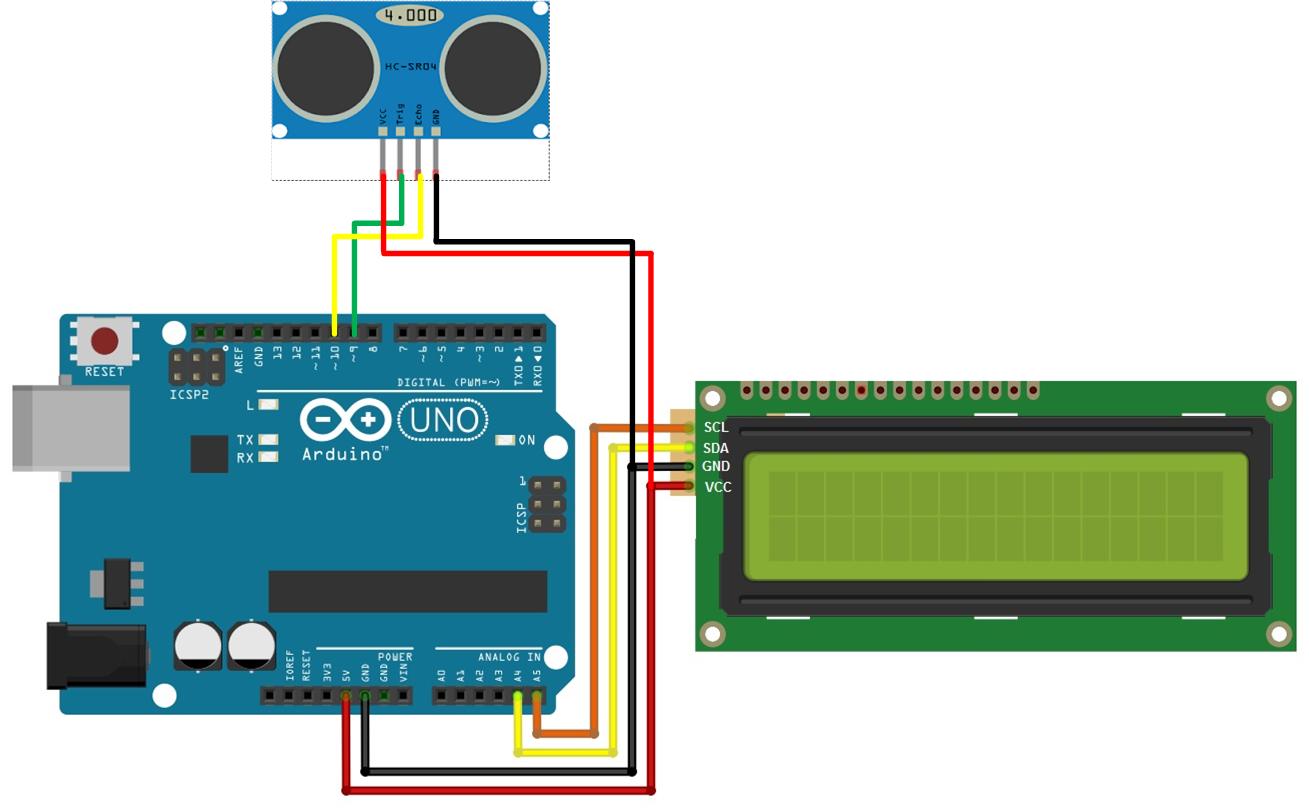 4.000
HC-SR04
VCC
Trig
Echo
GND
RESET
ICSP2
AREF
GND
13
12
~11
~10
~9
8
7
~6
~5
4
~3
2
TX0▶1
RX0◀0
DIGITAL (PWM=~)
L
TX
RX
UNO
ON
Arduino™
1
ICSP
SCL
SDA
GND
VCC
POWER
ANALOG IN
IOREF
RESET
3V3
5V
GND
GND
VIN
A0
A1
A2
A3
A4
A5